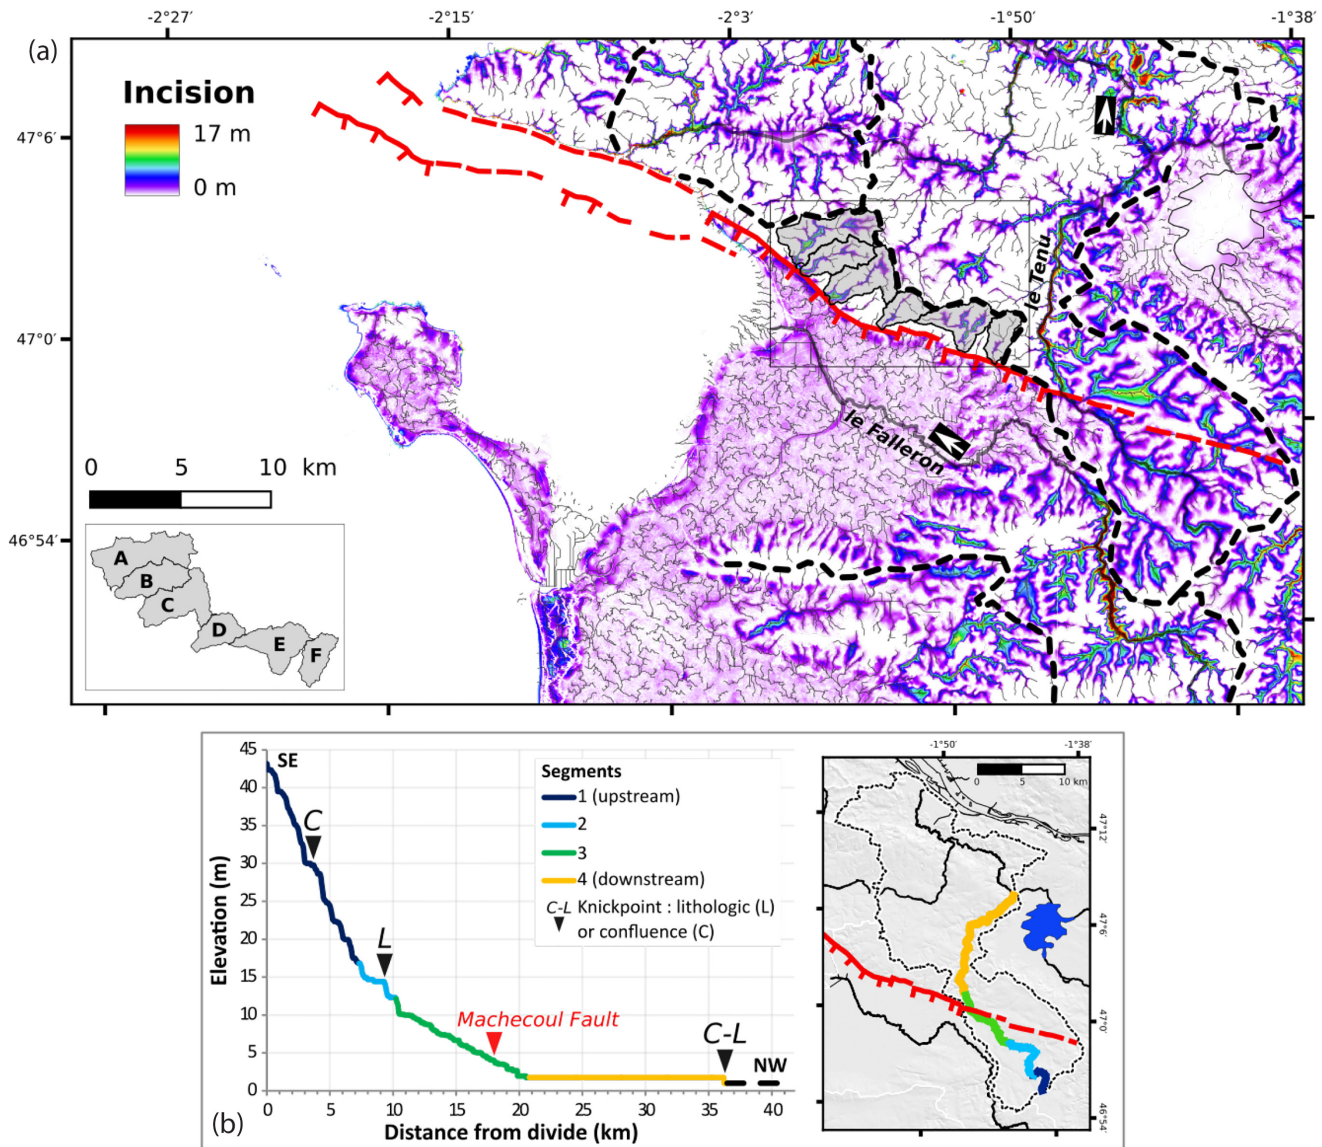 -2°27'
-2°15'
-2°3'
-1°50'
-1°38'
(a)
Incision
17 m
0 m
47°6'
47°0'
46°54'
le Tenu
le Falleron
0 5 10 km
A
B
C
D
E
F
45
40
35
30
25
20
15
10
5
0
Elevation (m)
SE
C
L
Machecoul Fault
C-L
NW
Segments
1 (upstream)
2
3
4 (downstream)
C-L Knickpoint : lithologic (L)
or confluence (C)
0 5 10 15 20 25 30 35 40
Distance from divide (km)
(b)
-1°50'
-1°38'
0 5 10 km
47°12'
47°6'
47°0'
46°54'